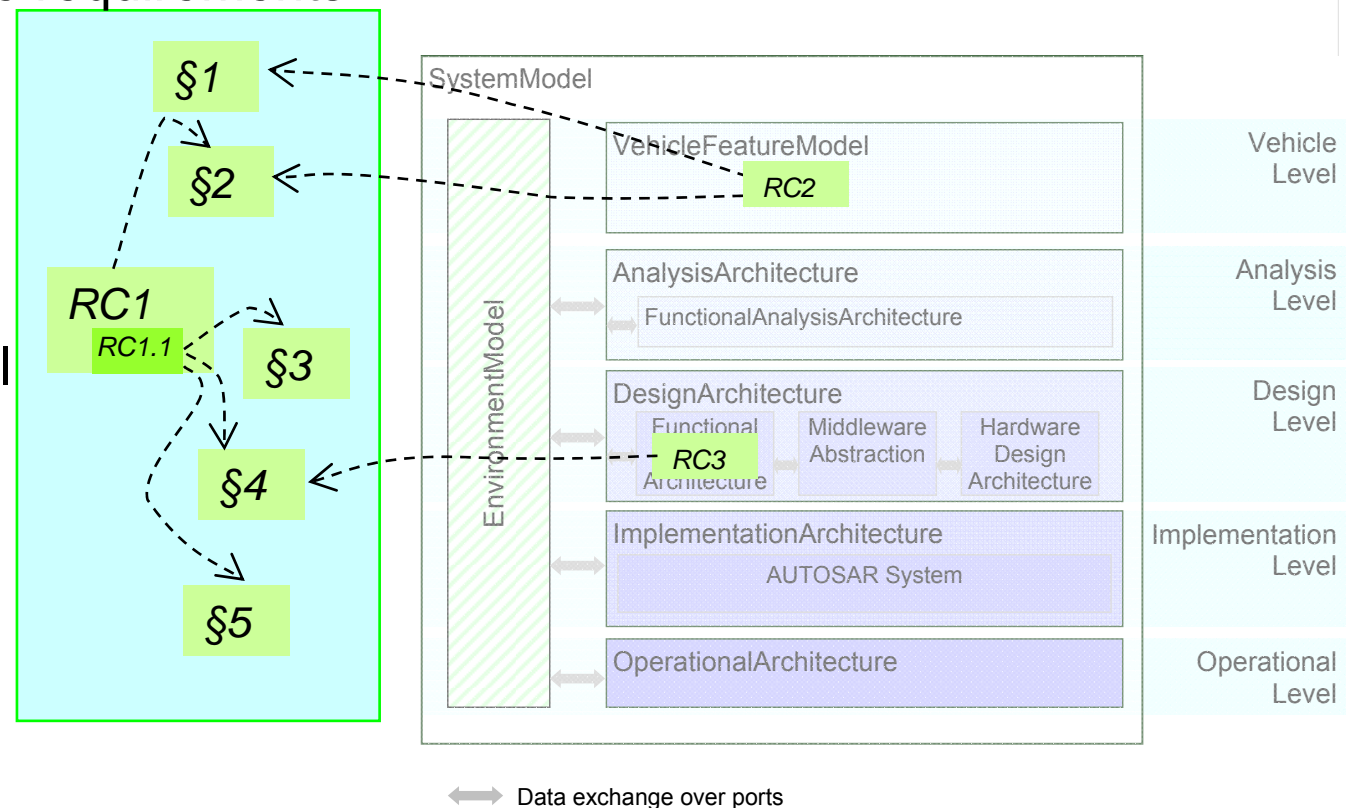 requirements
§1
§2
RC1
RC1.1
§3
§4
§5
SystemModel
EnvironmentModel
VehicleFeatureModel
RC2
AnalysisArchitecture
FunctionalAnalysisArchitecture
DesignArchitecture
Functional
RC3
Architecture
Middleware
Abstraction
Hardware
Design
Architecture
ImplementationArchitecture
AUTOSAR System
OperationalArchitecture
Vehicle
Level
Analysis
Level
Design
Level
Implementation
Level
Operational
Level
Data exchange over ports